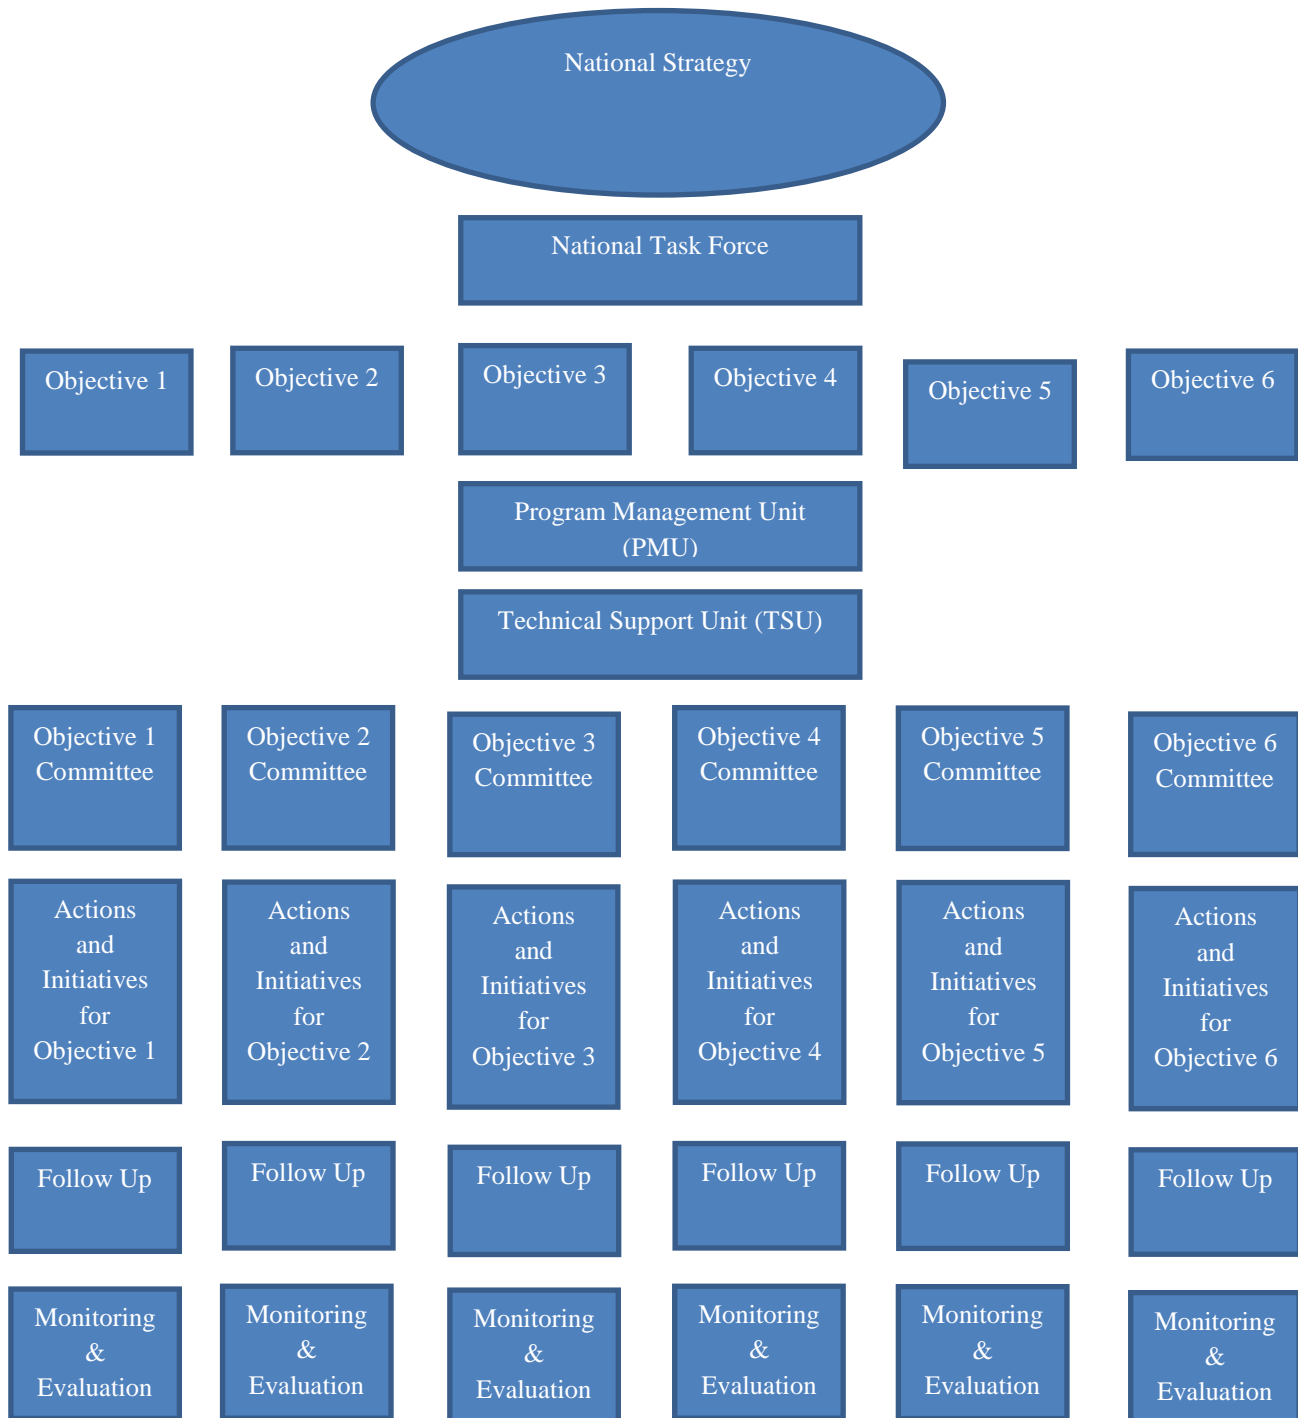 National Strategy
National Task Force
Objective 1
Objective 2
Objective 3
Objective 4
Objective 5
Objective 6
Program Management Unit
(PMU)
Technical Support Unit (TSU)
Objective 1
Committee
Objective 2
Committee
Objective 3
Committee
Objective 4
Committee
Objective 5
Committee
Objective 6
Committee
Actions
and
Initiatives
for
Objective 1
Actions
and
Initiatives
for
Objective 2
Actions
and
Initiatives
for
Objective 3
Actions
and
Initiatives
for
Objective 4
Actions
and
Initiatives
for
Objective 5
Actions
and
Initiatives
for
Objective 6
Follow Up
Follow Up
Follow Up
Follow Up
Follow Up
Follow Up
Monitoring
&
Evaluation
Monitoring
&
Evaluation
Monitoring
&
Evaluation
Monitoring
&
Evaluation
Monitoring
&
Evaluation
Monitoring
&
Evaluation